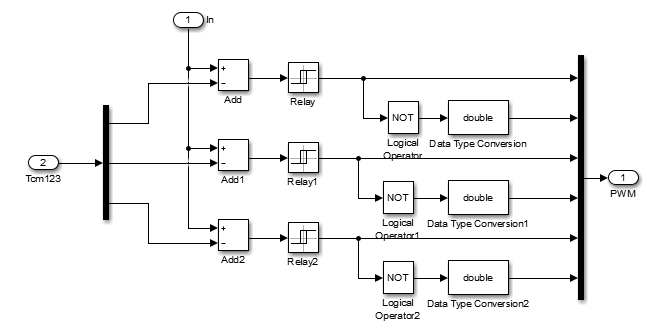 1
In
+
−
Add
Relay
NOT
Logical
Operator
double
Data Type Conversion
2
Tcm123
+
−
Add1
Relay1
NOT
Logical
Operator1
double
Data Type Conversion1
1
PWM
+
−
Add2
Relay2
NOT
Logical
Operator2
double
Data Type Conversion2